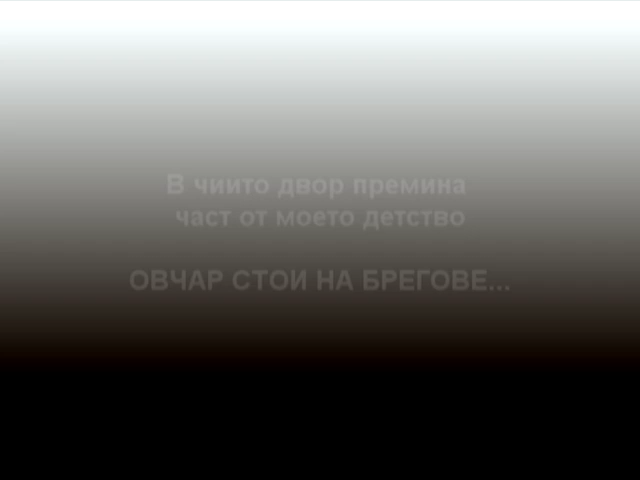 В чиито двор премина
част от моето детство
ОВЧАР СТОИ НА БРЕГОВЕ...